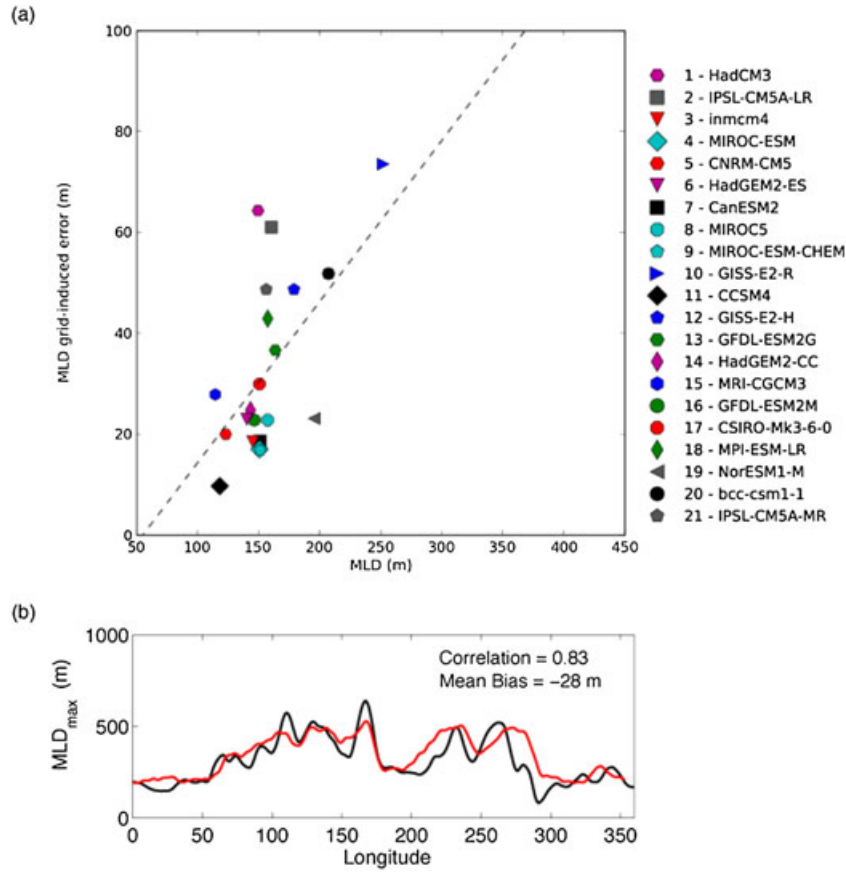 (a)
MLD grid-induced error (m)
100
80
60
40
20
0
50
100
150
200
250
300
350
400
450
MLD (m)
1 - HadCM3
2 - IPSL-CM5A-LR
3 - inmcm4
4 - MIROC-ESM
5 - CNRM-CM5
6 - HadGEM2-ES
7 - CanESM2
8 - MIROC5
9 - MIROC-ESM-CHEM
10 - GISS-E2-R
11 - CCSM4
12 - GISS-E2-H
13 - GFDL-ESM2G
14 - HadGEM2-CC
15 - MRI-CGCM3
16 - GFDL-ESM2M
17 - CSIRO-Mk3-6-0
18 - MPI-ESM-LR
19 - NorESM1-M
20 - bcc-csm1-1
21 - IPSL-CM5A-MR
(b)
MLDmax (m)
1000
500
0
Correlation = 0.83
Mean Bias = −28 m
0
50
100
150
200
250
300
350
Longitude